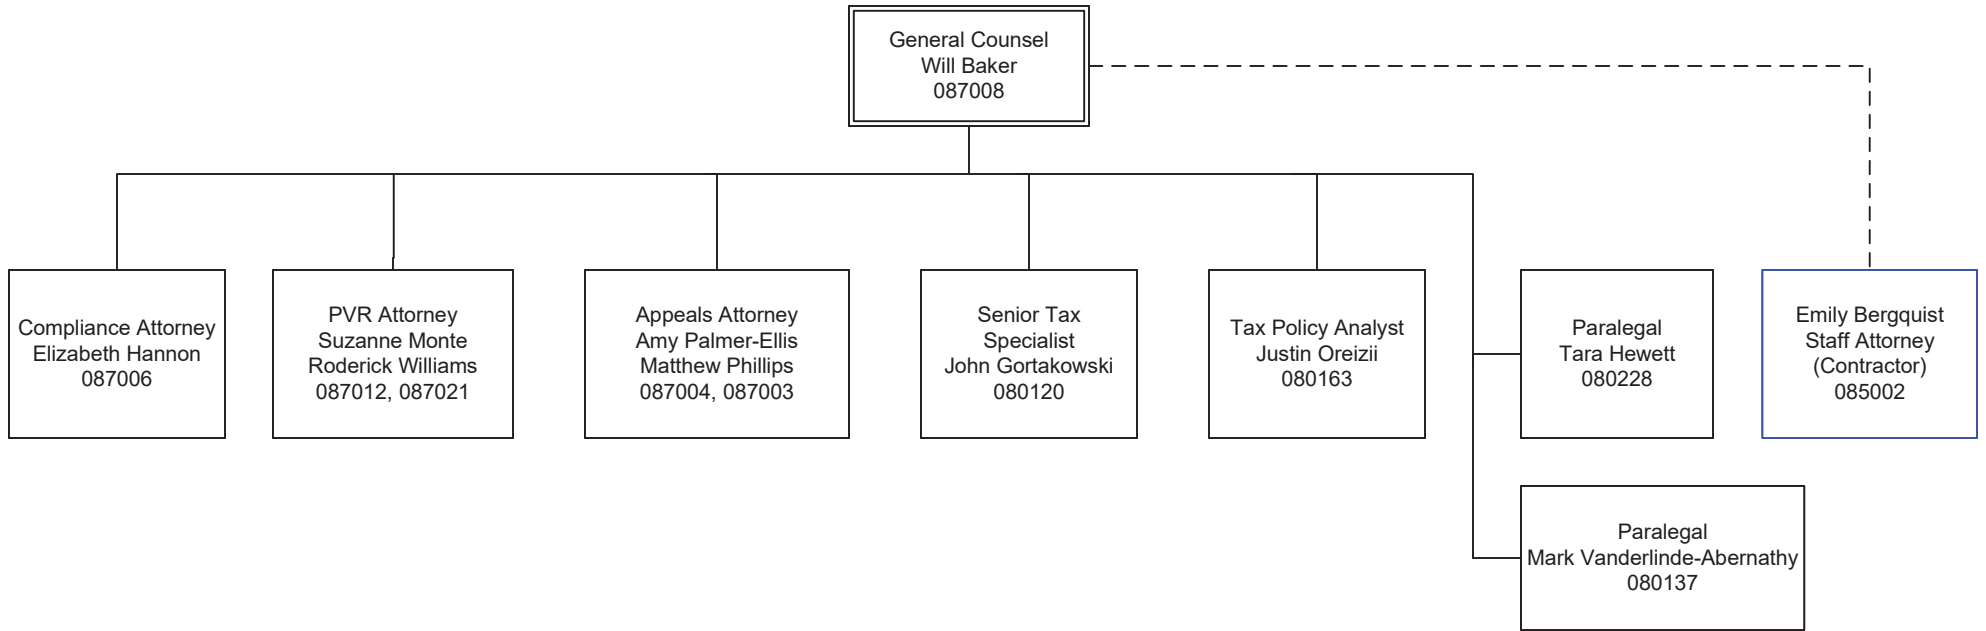 General Counsel
Will Baker
087008
Compliance Attorney
Elizabeth Hannon
087006
PVR Attorney
Suzanne Monte
Roderick Williams
087012, 087021
Appeals Attorney
Amy Palmer-Ellis
Matthew Phillips
087004, 087003
Senior Tax
Specialist
John Gortakowski
080120
Tax Policy Analyst
Justin Oreizii
080163
Paralegal
Tara Hewett
080228
Emily Bergquist
Staff Attorney
(Contractor)
085002
Paralegal
Mark Vanderlinde-Abernathy
080137